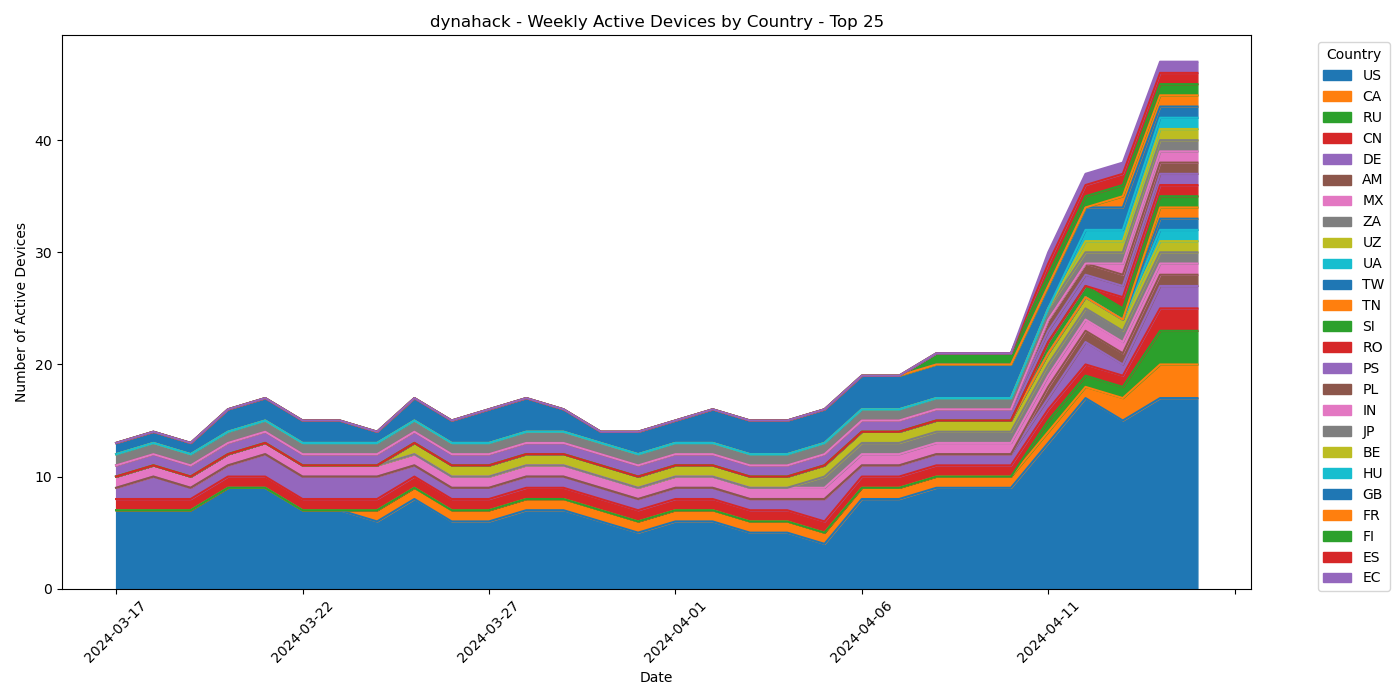 dynahack - Weekly Active Devices by Country - Top 25
Number of Active Devices
40
30
20
10
0
2024-03-17
2024-03-22
2024-03-27
2024-04-01
2024-04-06
2024-04-11
Date
Country
US
CA
RU
CN
DE
AM
MX
ZA
UZ
UA
TW
TN
SI
RO
PS
PL
IN
JP
BE
HU
GB
FR
FI
ES
EC